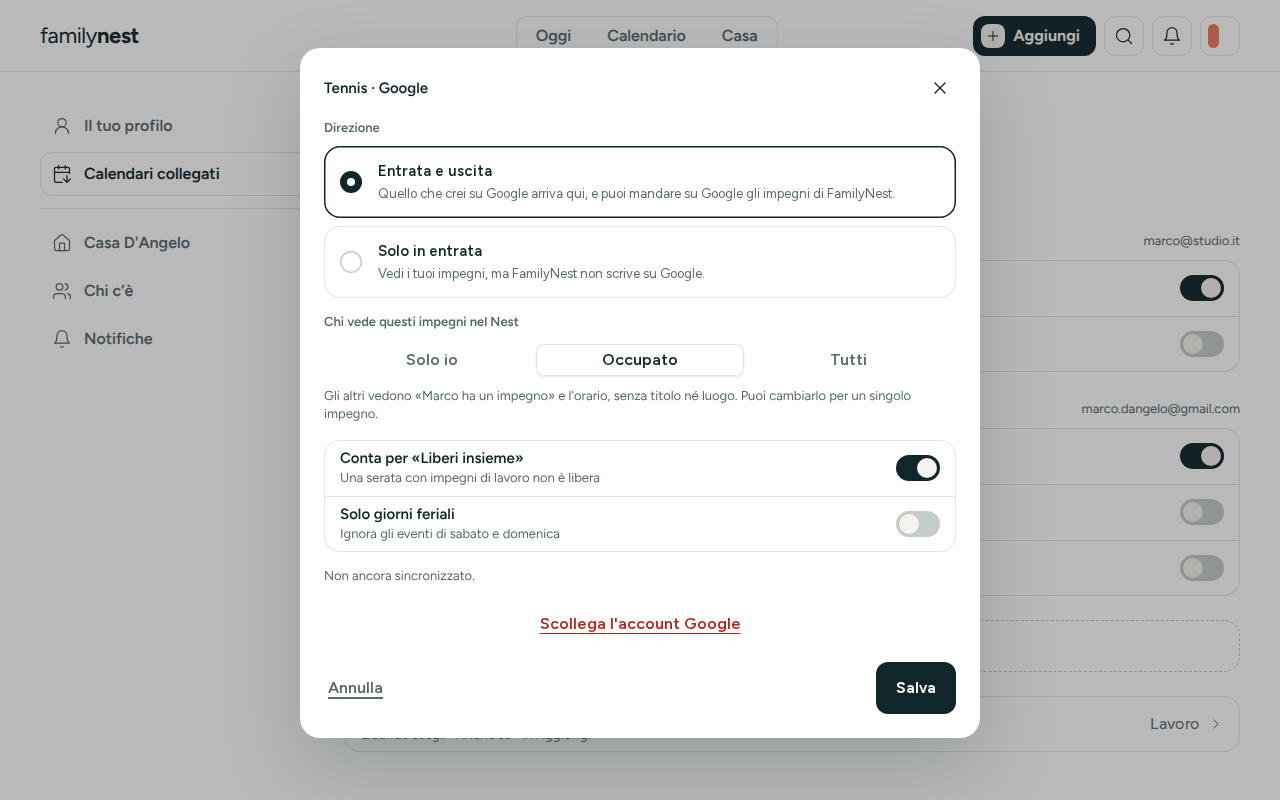 familynest
Oggi
Calendario
Casa
Aggiungi
Tennis · Google
Direzione
Il tuo profilo
Calendari collegati
Casa D'Angelo
Chi c'è
Notifiche
Entrata e uscita
Quello che crei su Google arriva qui, e puoi mandare su Google gli impegni di FamilyNest.
Solo in entrata
Vedi i tuoi impegni, ma FamilyNest non scrive su Google.
Chi vede questi impegni nel Nest
Solo io
Occupato
Tutti
Gli altri vedono «Marco ha un impegno» e l'orario, senza titolo né luogo. Puoi cambiarlo per un singolo
impegno.
Conta per «Liberi insieme»
Una serata con impegni di lavoro non è libera
Solo giorni feriali
Ignora gli eventi di sabato e domenica
Non ancora sincronizzato.
Scollega l'account Google
Annulla
Salva
marco@studio.it
marco.dangelo@gmail.com
Lavoro